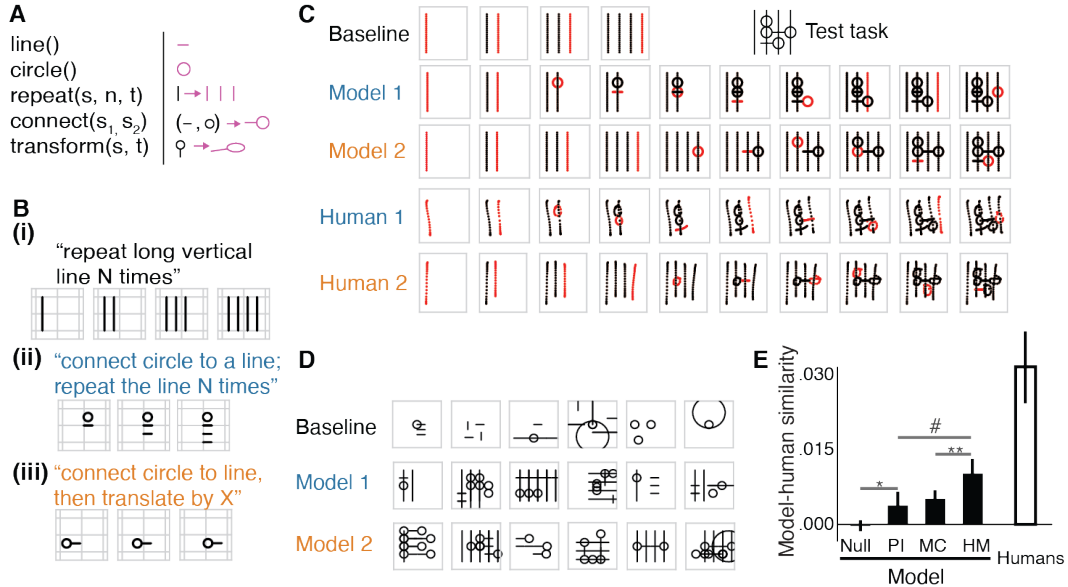 A
line()
circle()
repeat(s, n, t)
connect(s1, s2)
transform(s, t)
B
(i)
“repeat long vertical
line N times”
(ii)
“connect circle to a line;
repeat the line N times”
(iii)
“connect circle to line,
then translate by X”
C
Baseline
Test task
Model 1
Model 2
Human 1
Human 2
D
Baseline
Model 1
Model 2
E
Model-human similarity
.030
.015
.000
#
**
*
Null PI MC HM Humans
Model